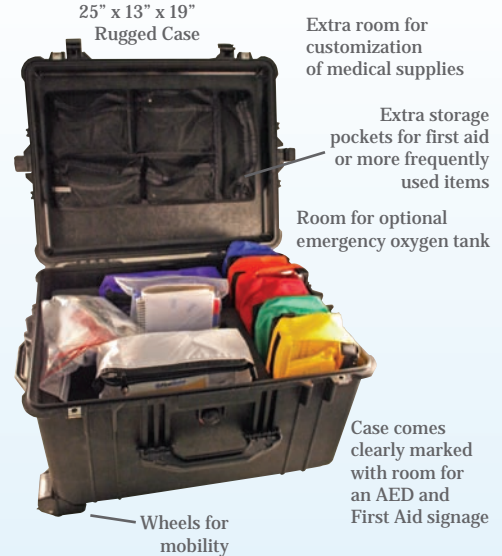 25” x 13” x 19”
Rugged Case
Extra room for
customization
of medical supplies
Extra storage
pockets for first aid
or more frequently
used items
Room for optional
emergency oxygen tank
Case comes
clearly marked
with room for
an AED and
First Aid signage
Wheels for
mobility